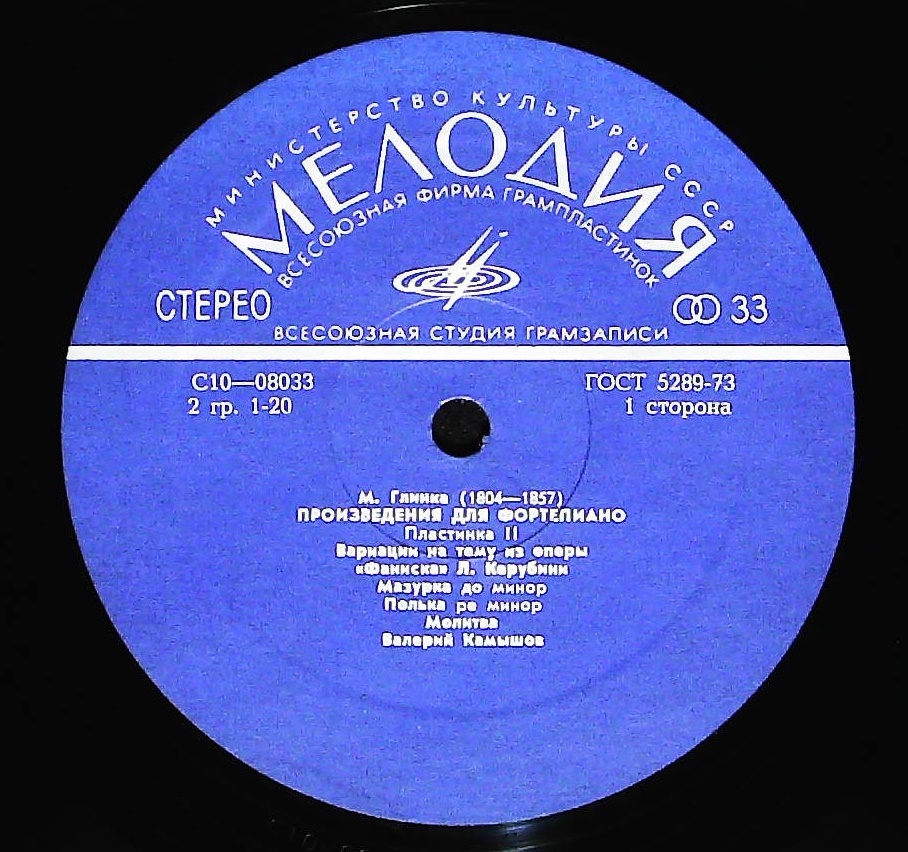 МИНИСТЕРСТВО КУЛЬТУРЫ СССР
МЕЛОДИЯ
ВСЕСОЮЗНАЯ ФИРМА ГРАМПЛАСТИНОК
СТЕРЕО
33
ВСЕСОЮЗНАЯ СТУДИЯ ГРАМЗАПИСИ
С10—08033
ГОСТ 5289-73
2 гр. 1-20
1 сторона
М. Глинка (1804—1857)
ПРОИЗВЕДЕНИЯ ДЛЯ ФОРТЕПИАНО
Пластинка II
Вариации на тему из оперы
«Фаниска» Л. Керубини
Мазурка до минор
Полька ре минор
Молитва
Валерий Камышов